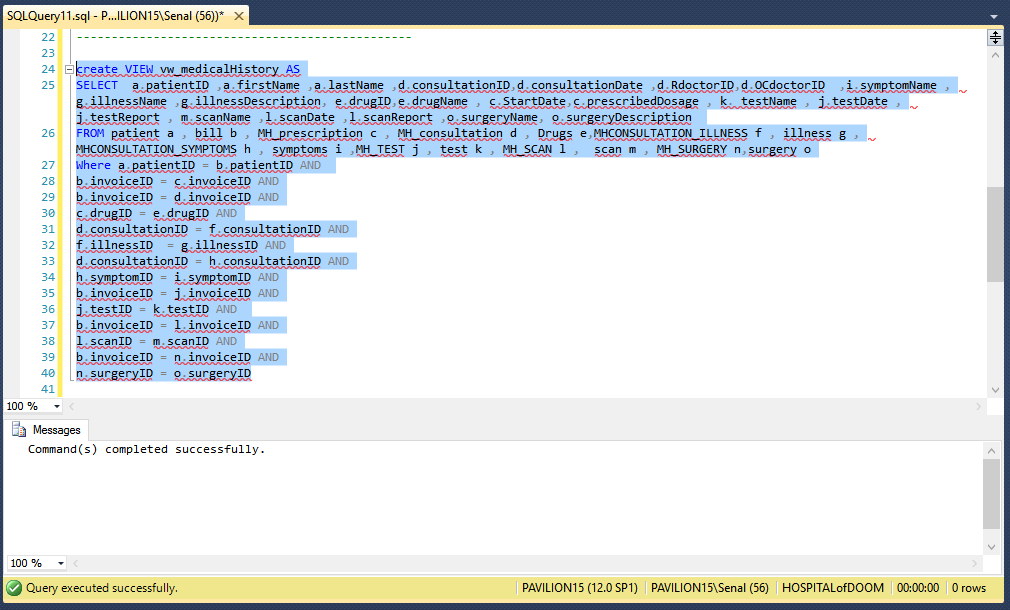 SQLQuery11.sql - P...ILION15\Senal (56))* ✕
22 ------------------------------------------------
23
24 create VIEW vw_medicalHistory AS
25 SELECT a.patientID ,a.firstName ,a.lastName ,d.consultationID,d.consultationDate ,d.RdoctorID,d.OCdoctorID ,i.symptomName ,
g.illnessName ,g.illnessDescription, e.drugID,e.drugName , c.StartDate,c.prescribedDosage , k. testName , j.testDate ,
j.testReport , m.scanName ,l.scanDate ,l.scanReport ,o.surgeryName, o.surgeryDescription
26 FROM patient a , bill b , MH_prescription c , MH_consultation d , Drugs e,MHCONSULTATION_ILLNESS f , illness g ,
MHCONSULTATION_SYMPTOMS h , symptoms i ,MH_TEST j , test k , MH_SCAN l , scan m , MH_SURGERY n,surgery o
27 Where a.patientID = b.patientID AND
28 b.invoiceID = c.invoiceID AND
29 b.invoiceID = d.invoiceID AND
30 c.drugID = e.drugID AND
31 d.consultationID = f.consultationID AND
32 f.illnessID = g.illnessID AND
33 d.consultationID = h.consultationID AND
34 h.symptomID = i.symptomID AND
35 b.invoiceID = j.invoiceID AND
36 j.testID = k.testID AND
37 b.invoiceID = l.invoiceID AND
38 l.scanID = m.scanID AND
39 b.invoiceID = n.invoiceID AND
40 n.surgeryID = o.surgeryID
41
100 %
Messages
Command(s) completed successfully.
100 %
Query executed successfully. PAVILION15 (12.0 SP1) PAVILION15\Senal (56) HOSPITALofDOOM 00:00:00 0 rows